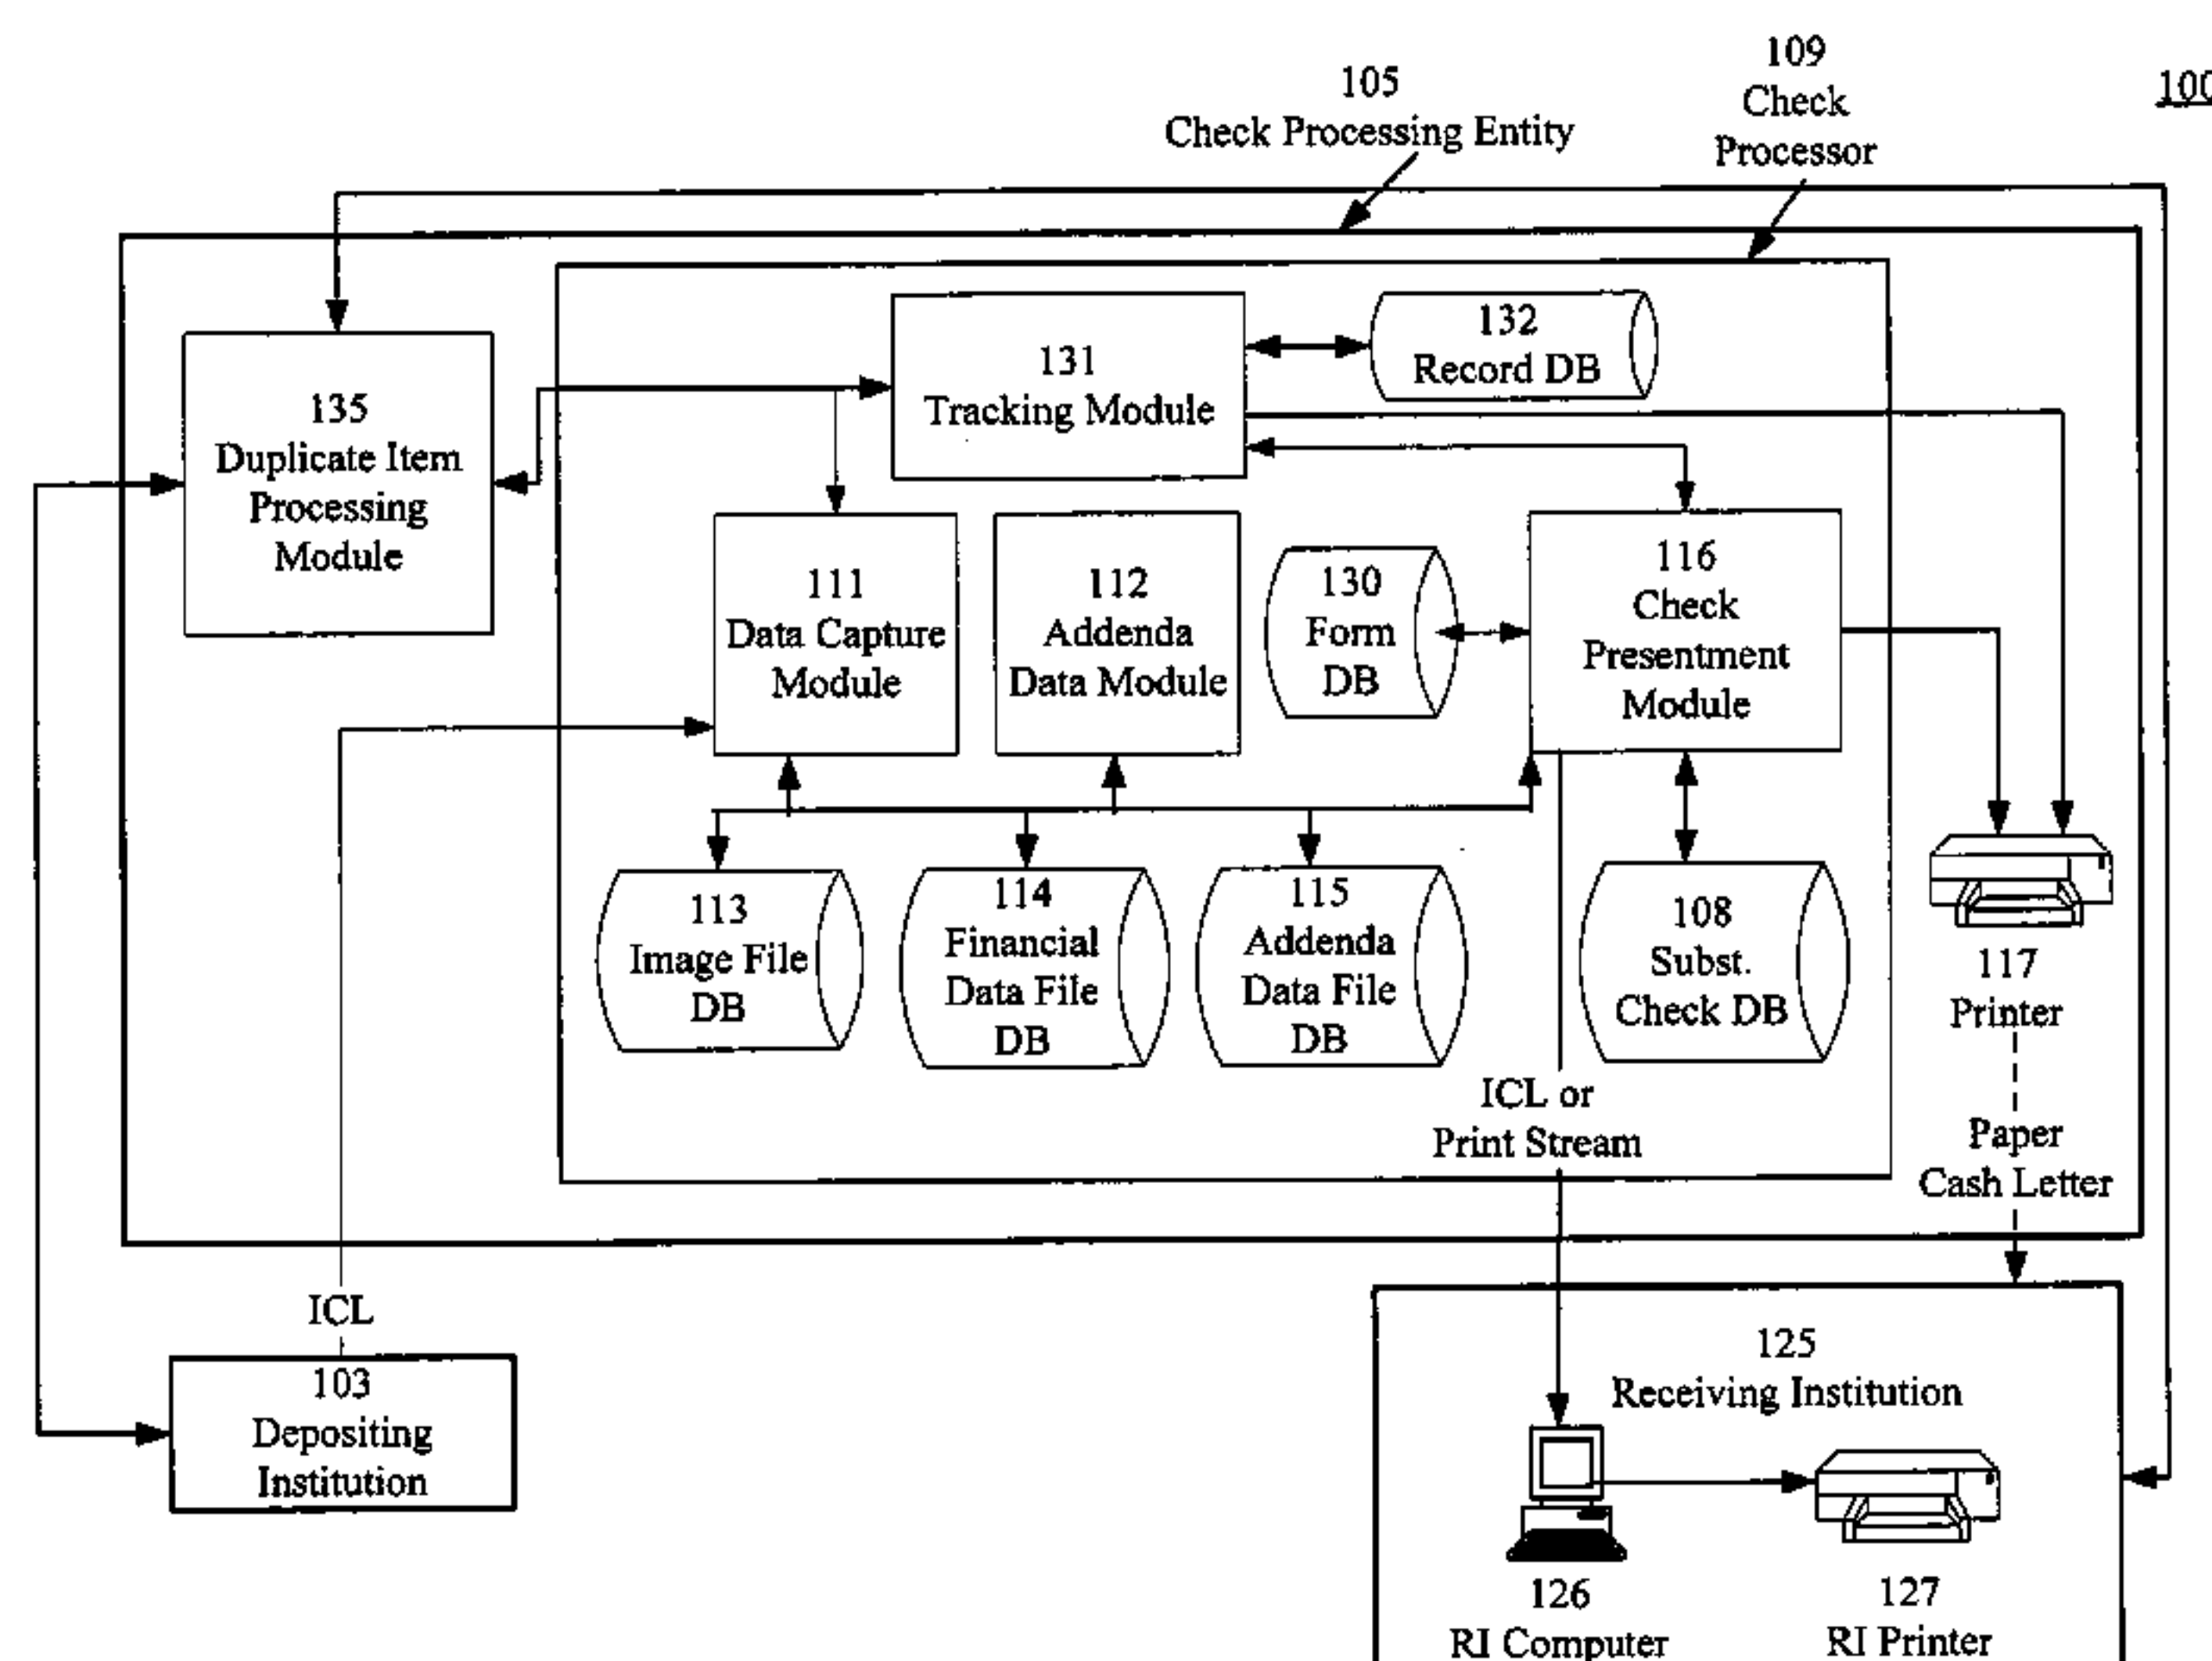 105
Check Processing Entity
109
Check
Processor
100
135
Duplicate Item
Processing
Module
131
Tracking Module
132
Record DB
111
Data Capture
Module
112
Addenda
Data Module
130
Form
DB
116
Check
Presentment
Module
113
Image File
DB
114
Financial
Data File
DB
115
Addenda
Data File
DB
108
Subst.
Check DB
117
Printer
ICL or
Print Stream
Paper
Cash Letter
ICL
103
Depositing
Institution
125
Receiving Institution
126
RI Computer
127
RI Printer